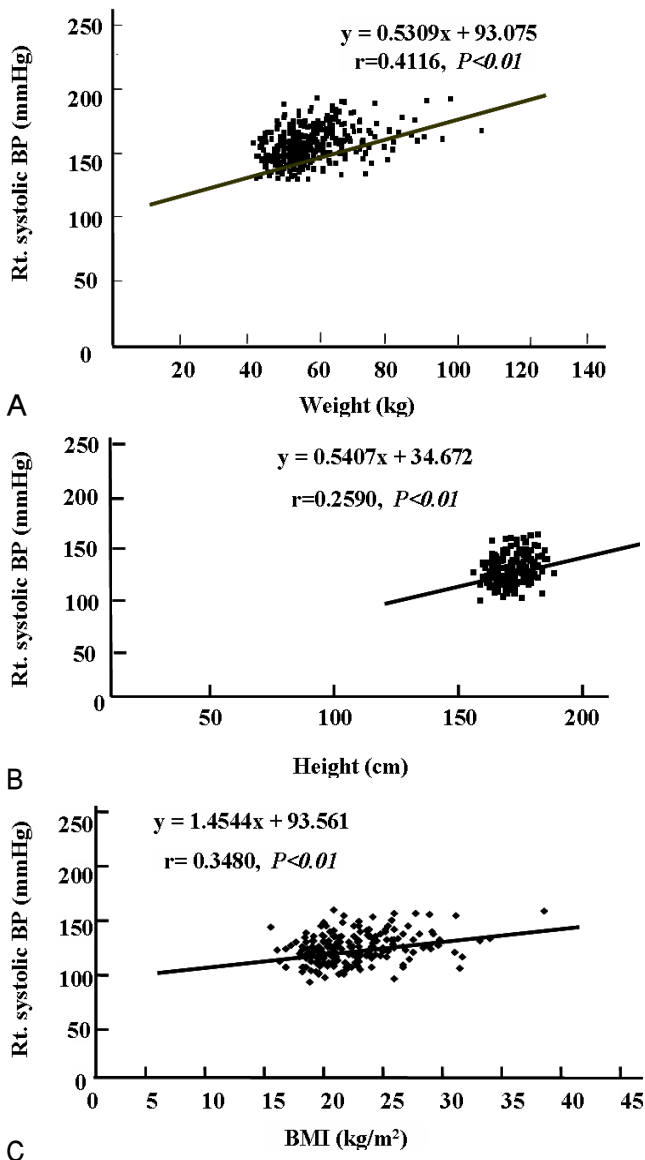 y = 0.5309x + 93.075
r=0.4116, P<0.01
Rt. systolic BP (mmHg)
250
200
150
100
50
0
20 40 60 80 100 120 140
Weight (kg)
A
y = 0.5407x + 34.672
r=0.2590, P<0.01
Rt. systolic BP (mmHg)
250
200
150
100
50
0
50 100 150 200
Height (cm)
B
y = 1.4544x + 93.561
r= 0.3480, P<0.01
Rt. systolic BP (mmHg)
250
200
150
100
50
0
0 5 10 15 20 25 30 35 40 45
BMI (kg/m²)
C